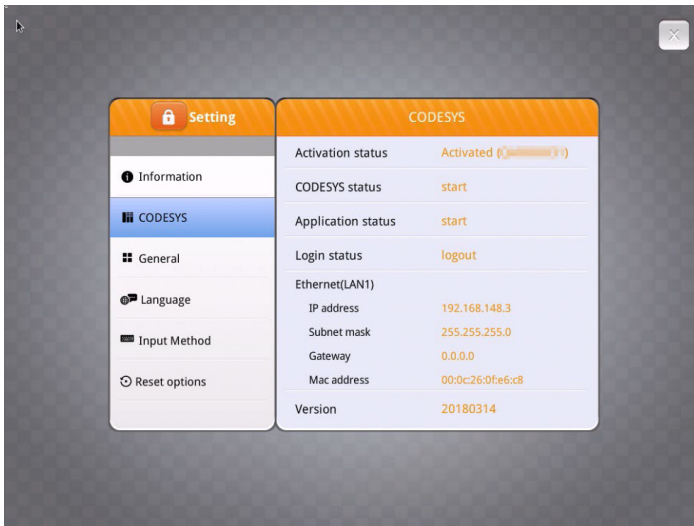 Setting
Information
CODESYS
General
Language
Input Method
Reset options
CODESYS
Activation status Activated (
CODESYS status start
Application status start
Login status logout
Ethernet(LAN1)
IP address 192.168.148.3
Subnet mask 255.255.255.0
Gateway 0.0.0.0
Mac address 00:0c:26:0f:e6:c8
Version 20180314